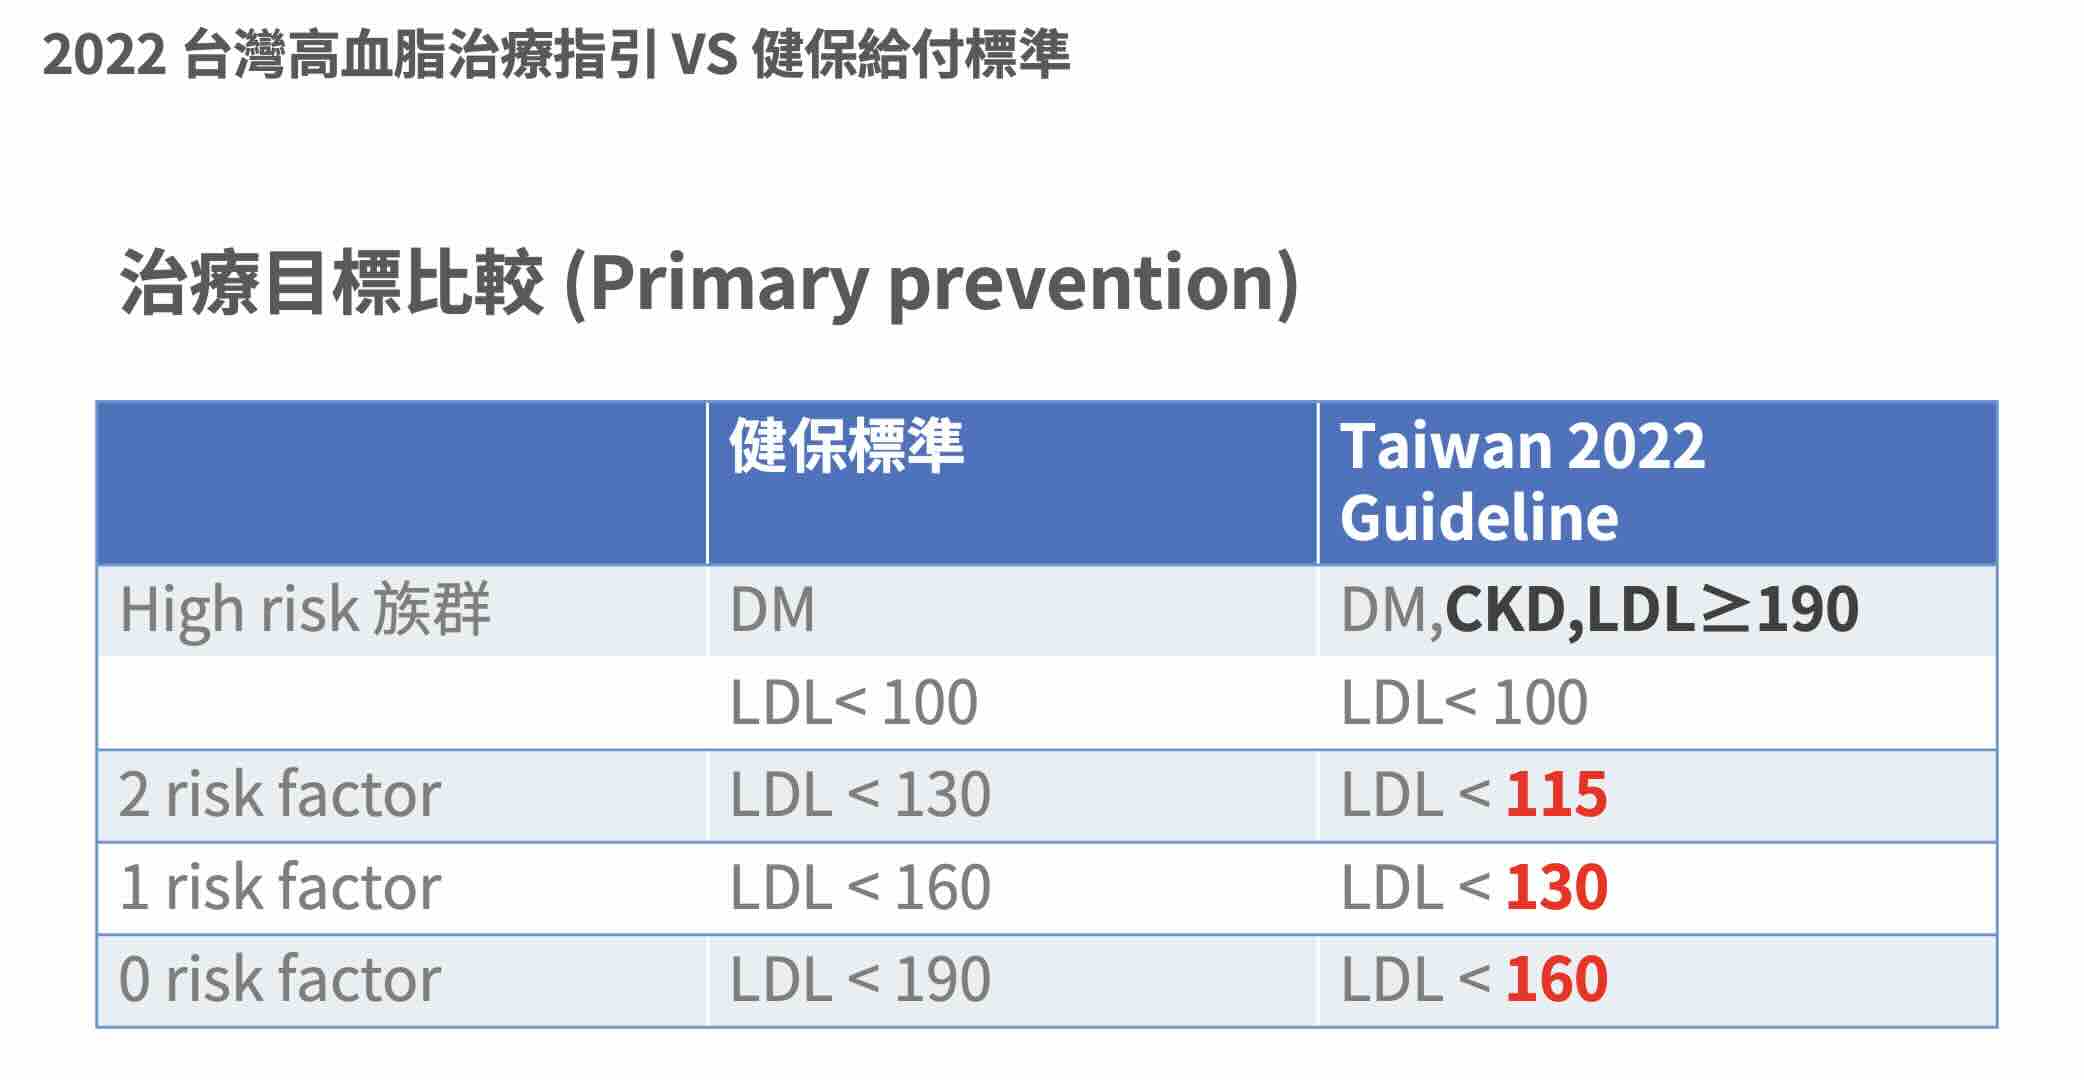 2022 台灣高血脂治療指引 VS 健保給付標準
治療目標比較 (Primary prevention)
健保標準
Taiwan 2022
Guideline
High risk 族群
DM
DM,CKD,LDL≥190
LDL< 100
LDL< 100
2 risk factor
LDL < 130
LDL < 115
1 risk factor
LDL < 160
LDL < 130
0 risk factor
LDL < 190
LDL < 160